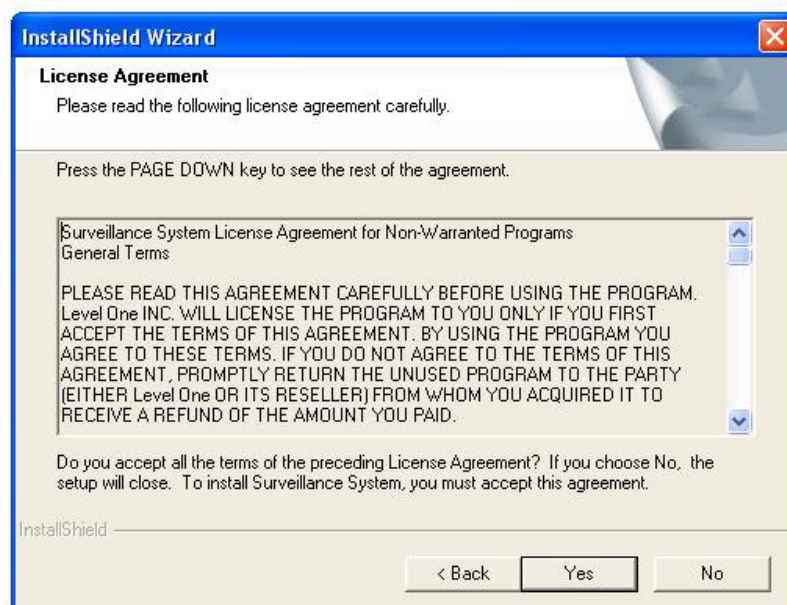 InstallShield Wizard
License Agreement
Please read the following license agreement carefully.
Press the PAGE DOWN key to see the rest of the agreement.
Surveillance System License Agreement for Non-Warranted Programs
General Terms
PLEASE READ THIS AGREEMENT CAREFULLY BEFORE USING THE PROGRAM.
Level One INC. WILL LICENSE THE PROGRAM TO YOU ONLY IF YOU FIRST
ACCEPT THE TERMS OF THIS AGREEMENT. BY USING THE PROGRAM YOU
AGREE TO THESE TERMS. IF YOU DO NOT AGREE TO THE TERMS OF THIS
AGREEMENT, PROMPTLY RETURN THE UNUSED PROGRAM TO THE PARTY
(EITHER Level One OR ITS RESELLER) FROM WHOM YOU ACQUIRED IT TO
RECEIVE A REFUND OF THE AMOUNT YOU PAID.
Do you accept all the terms of the preceding License Agreement? If you choose No, the
setup will close. To install Surveillance System, you must accept this agreement.
InstallShield
< Back
Yes
No